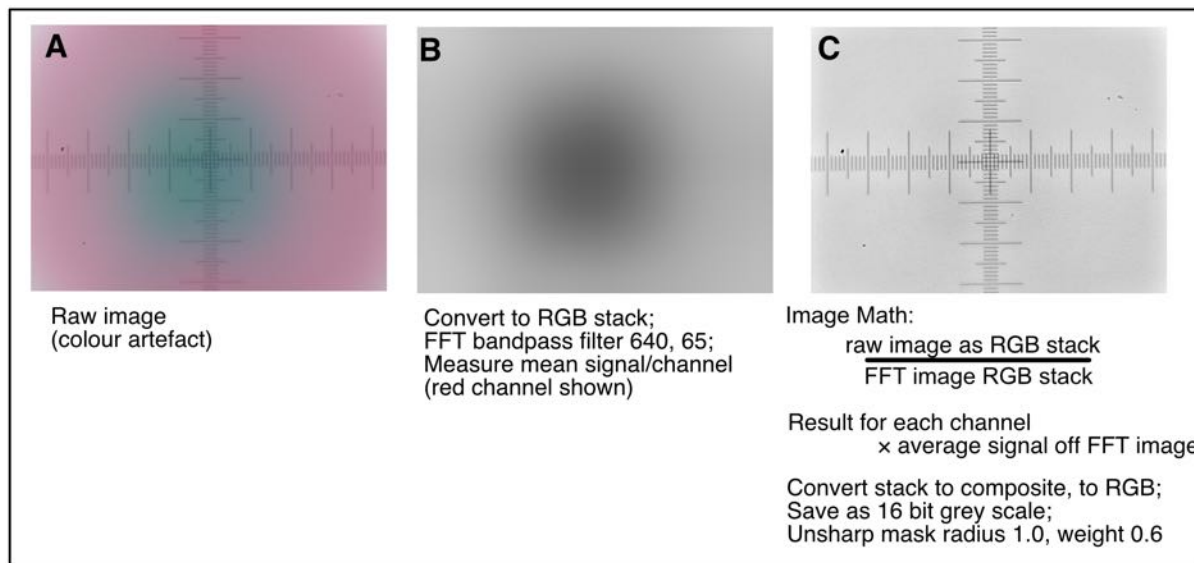 A
B
C
Raw image
(colour artefact)
Convert to RGB stack;
FFT bandpass filter 640, 65;
Measure mean signal/channel
(red channel shown)
Image Math:
raw image as RGB stack
FFT image RGB stack
Result for each channel
× average signal off FFT image
Convert stack to composite, to RGB;
Save as 16 bit grey scale;
Unsharp mask radius 1.0, weight 0.6